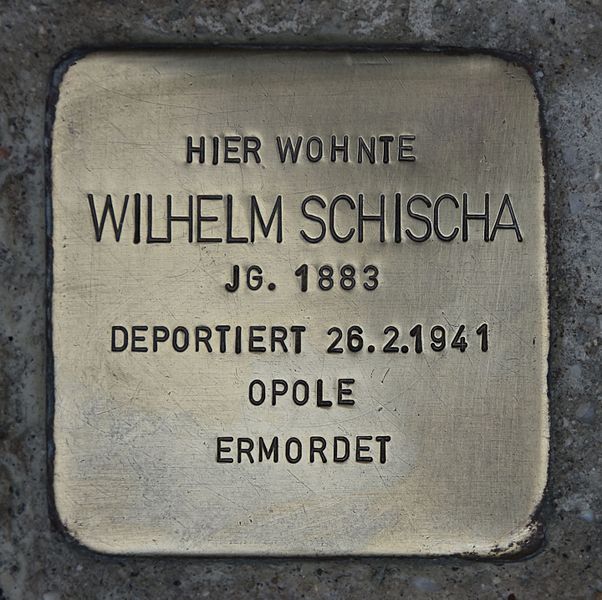 HIER WOHNTE
WILHELM SCHISCHA
JG. 1883
DEPORTIERT 26.2.1941
OPOLE
ERMORDET